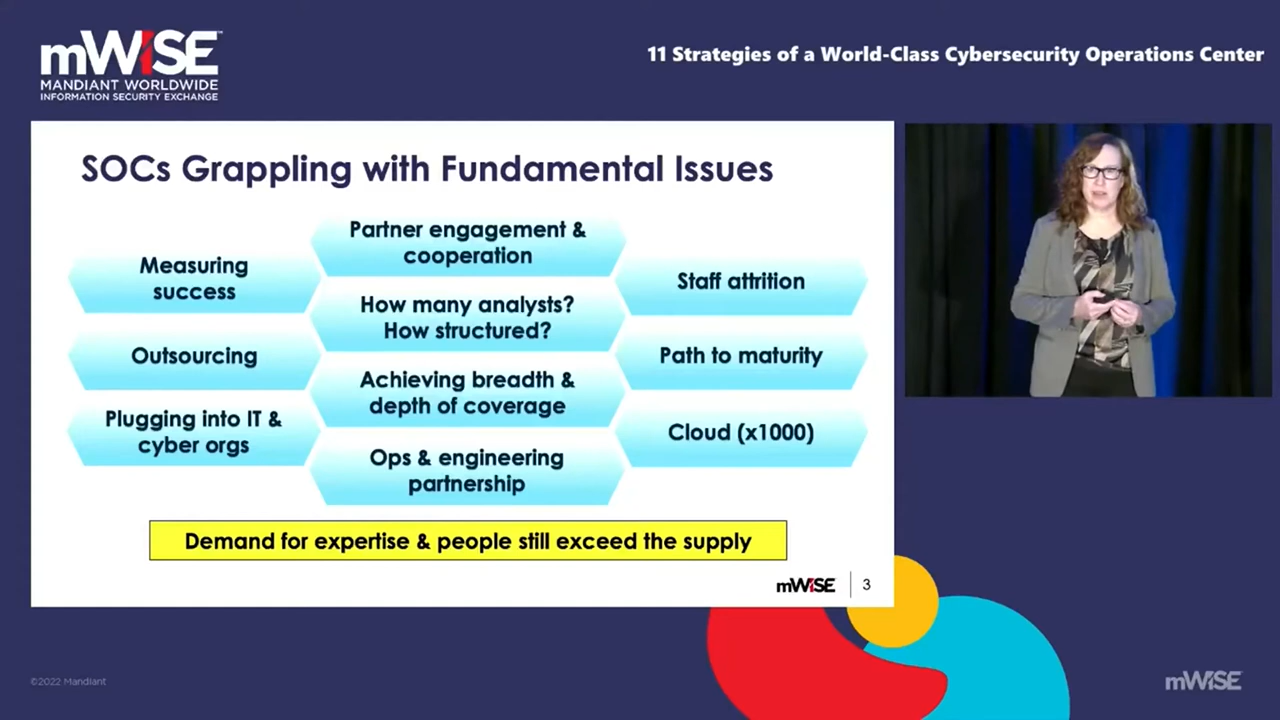 mWISE
MANDIANT WORLDWIDE
INFORMATION SECURITY EXCHANGE
11 Strategies of a World-Class Cybersecurity Operations Center
SOCs Grappling with Fundamental Issues
Measuring
success
Outsourcing
Plugging into IT &
cyber orgs
Partner engagement &
cooperation
How many analysts?
How structured?
Achieving breadth &
depth of coverage
Ops & engineering
partnership
Staff attrition
Path to maturity
Cloud (x1000)
Demand for expertise & people still exceed the supply
mWISE
3
©2022 Mandiant
mWISE